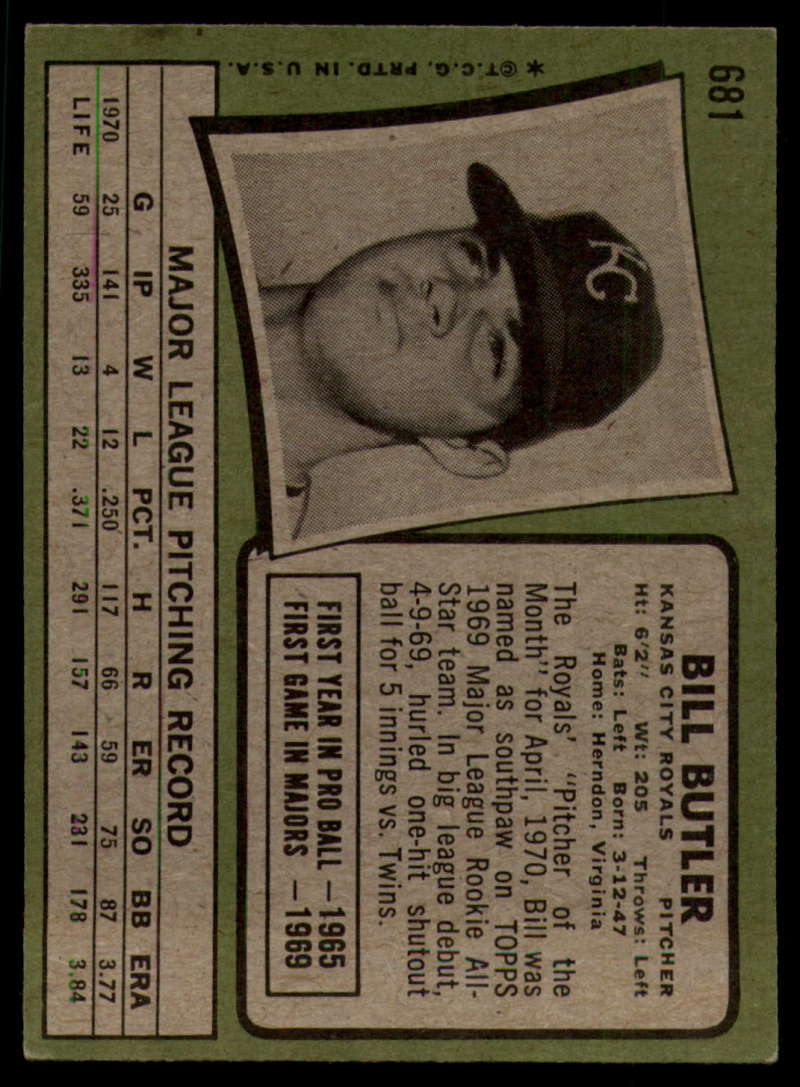 681
* ©T.C.G. PRTD. IN U.S.A.
KC
BILL BUTLER
KANSAS CITY ROYALS PITCHER
Ht: 6'2" Wt: 205 Throws: Left
Bats: Left Born: 3-12-47
Home: Herndon, Virginia
The Royals' "Pitcher of the
Month" for April, 1970, Bill was
named as southpaw on TOPPS
1969 Major League Rookie All-
Star team. In big league debut,
4-9-69, hurled one-hit shutout
ball for 5 innings vs. Twins.
FIRST YEAR IN PRO BALL —1965
FIRST GAME IN MAJORS —1969
MAJOR LEAGUE PITCHING RECORD
G IP W L PCT. H R ER SO BB ERA
1970 25 141 4 12 .250 117 66 59 75 87 3.77
LIFE 59 335 13 22 .371 291 157 143 231 178 3.84